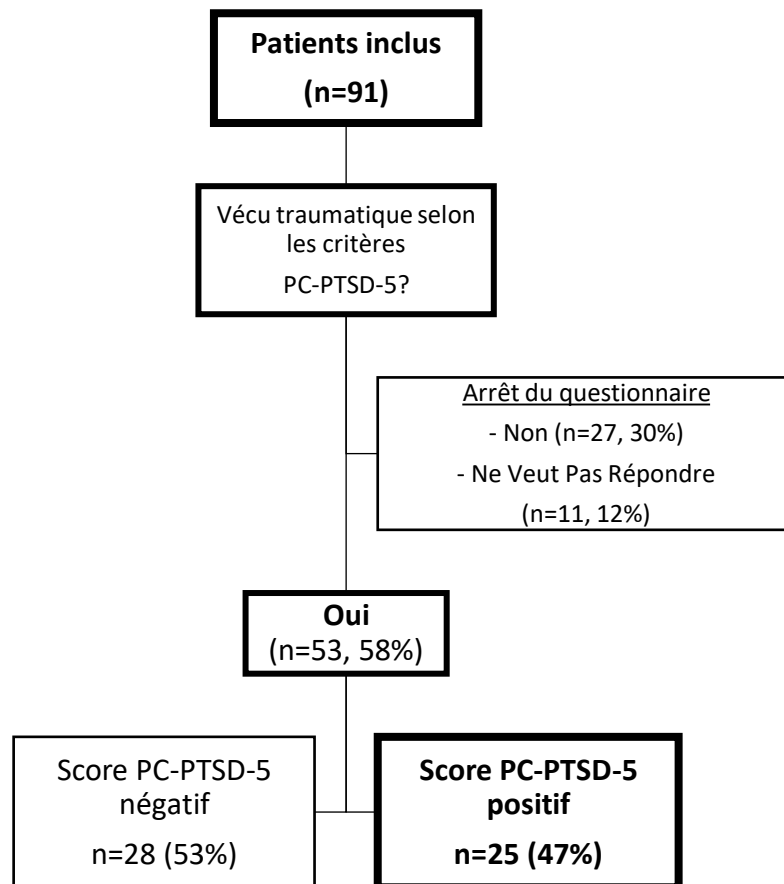 Patients inclus
(n=91)
Vécu traumatique selon
les critères
PC-PTSD-5?
Arrêt du questionnaire
- Non (n=27, 30%)
- Ne Veut Pas Répondre
(n=11, 12%)
Oui
(n=53, 58%)
Score PC-PTSD-5
négatif
n=28 (53%)
Score PC-PTSD-5
positif
n=25 (47%)